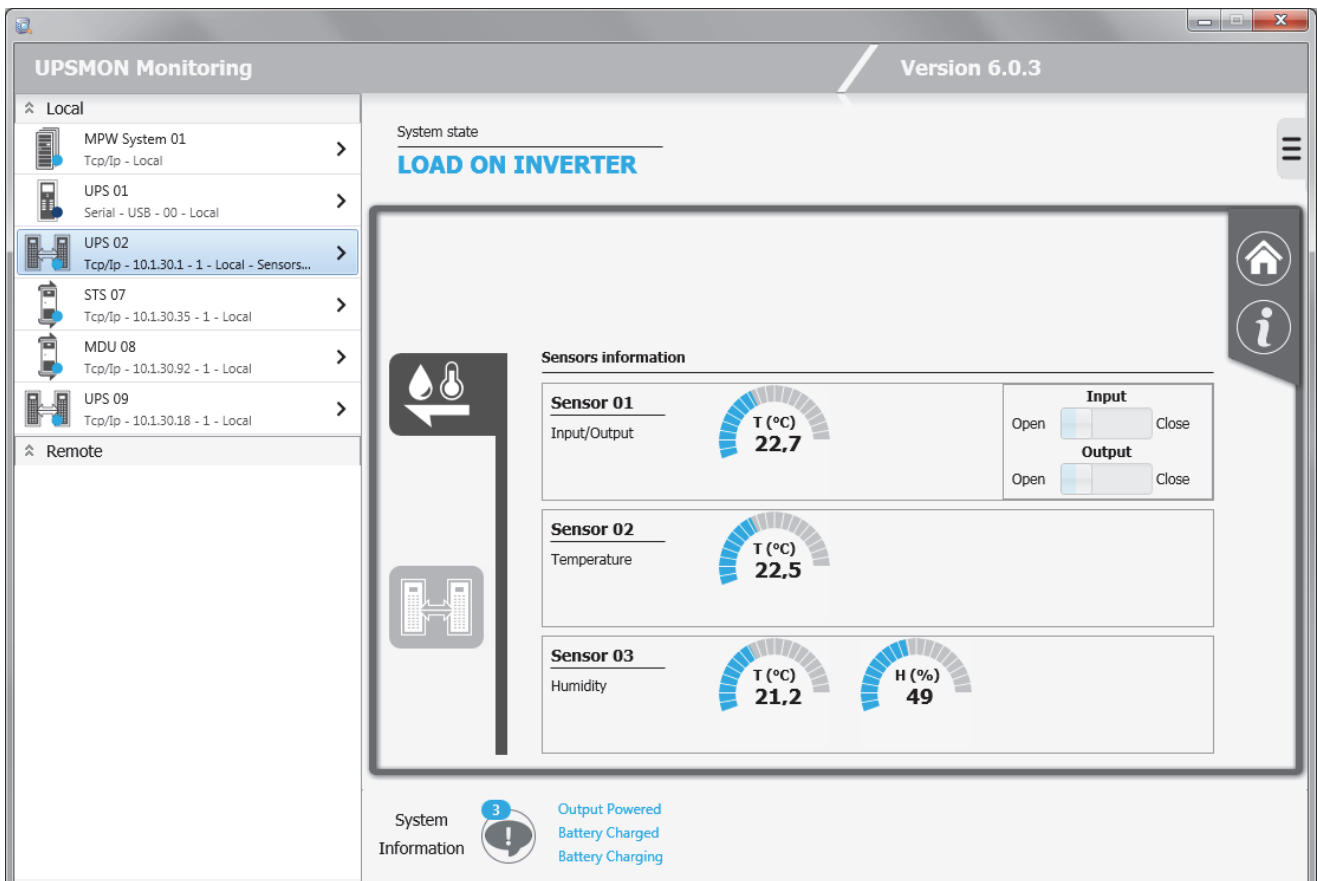 UPSMON Monitoring
Version 6.0.3
Local
MPW System 01
Tcp/Ip - Local
UPS 01
Serial - USB - 00 - Local
UPS 02
Tcp/Ip - 10.1.30.1 - 1 - Local - Sensors...
STS 07
Tcp/Ip - 10.1.30.35 - 1 - Local
MDU 08
Tcp/Ip - 10.1.30.92 - 1 - Local
UPS 09
Tcp/Ip - 10.1.30.18 - 1 - Local
Remote
System state
LOAD ON INVERTER
Sensors information
Sensor 01
Input/Output
T (ºC)
22,7
Input
Open Close
Output
Open Close
Sensor 02
Temperature
T (ºC)
22,5
Sensor 03
Humidity
T (ºC)
21,2
H (%)
49
System
Information
3
Output Powered
Battery Charged
Battery Charging